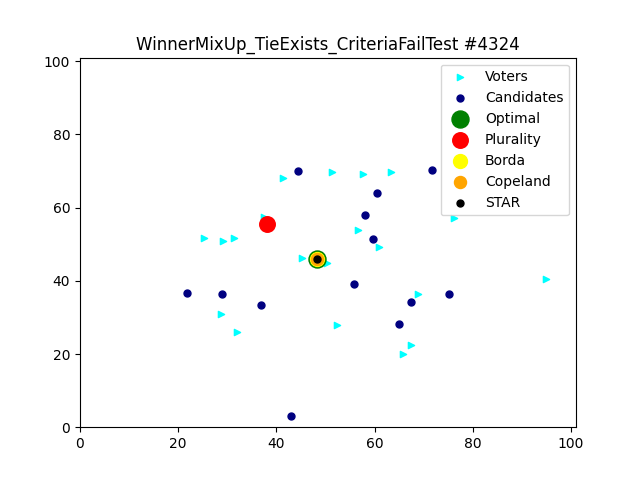 WinnerMixUp_TieExists_CriteriaFailTest #4324
100
80
60
40
20
0
0 20 40 60 80 100
Voters
Candidates
Optimal
Plurality
Borda
Copeland
STAR